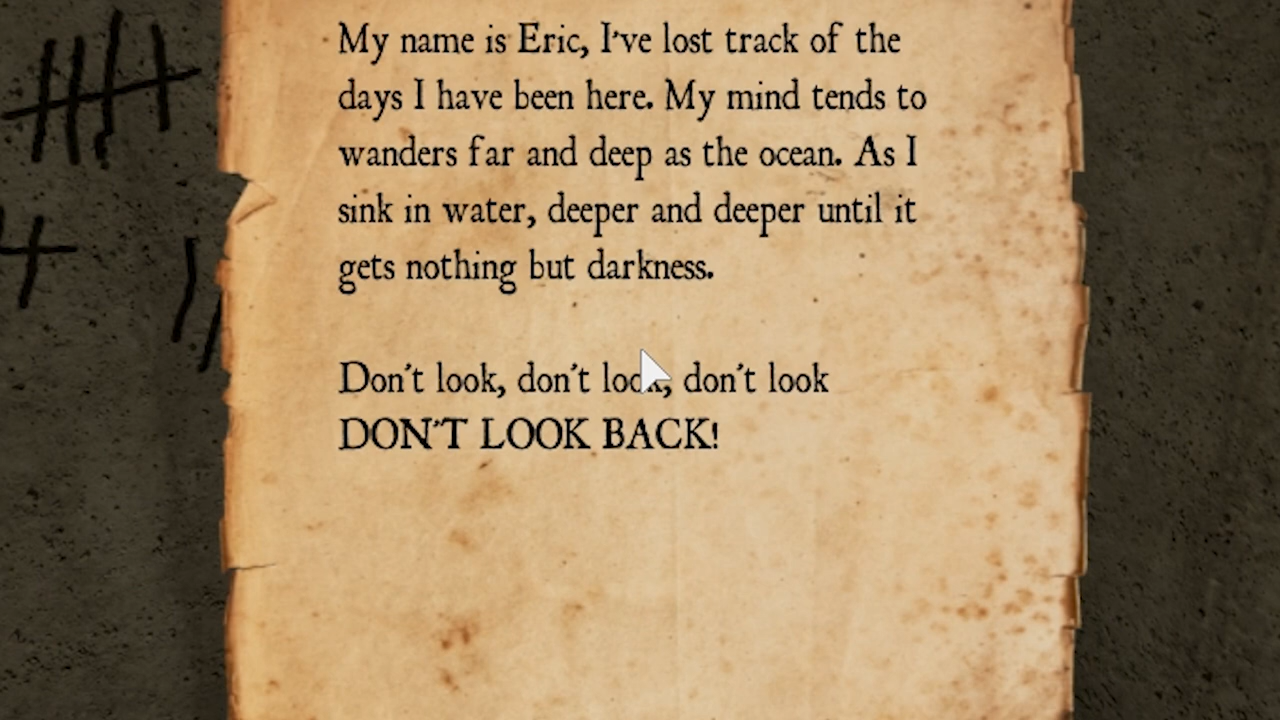 My name is Eric, I've lost track of the
days I have been here. My mind tends to
wanders far and deep as the ocean. As I
sink in water, deeper and deeper until it
gets nothing but darkness.
Don't look, don't look, don't look
DON'T LOOK BACK!